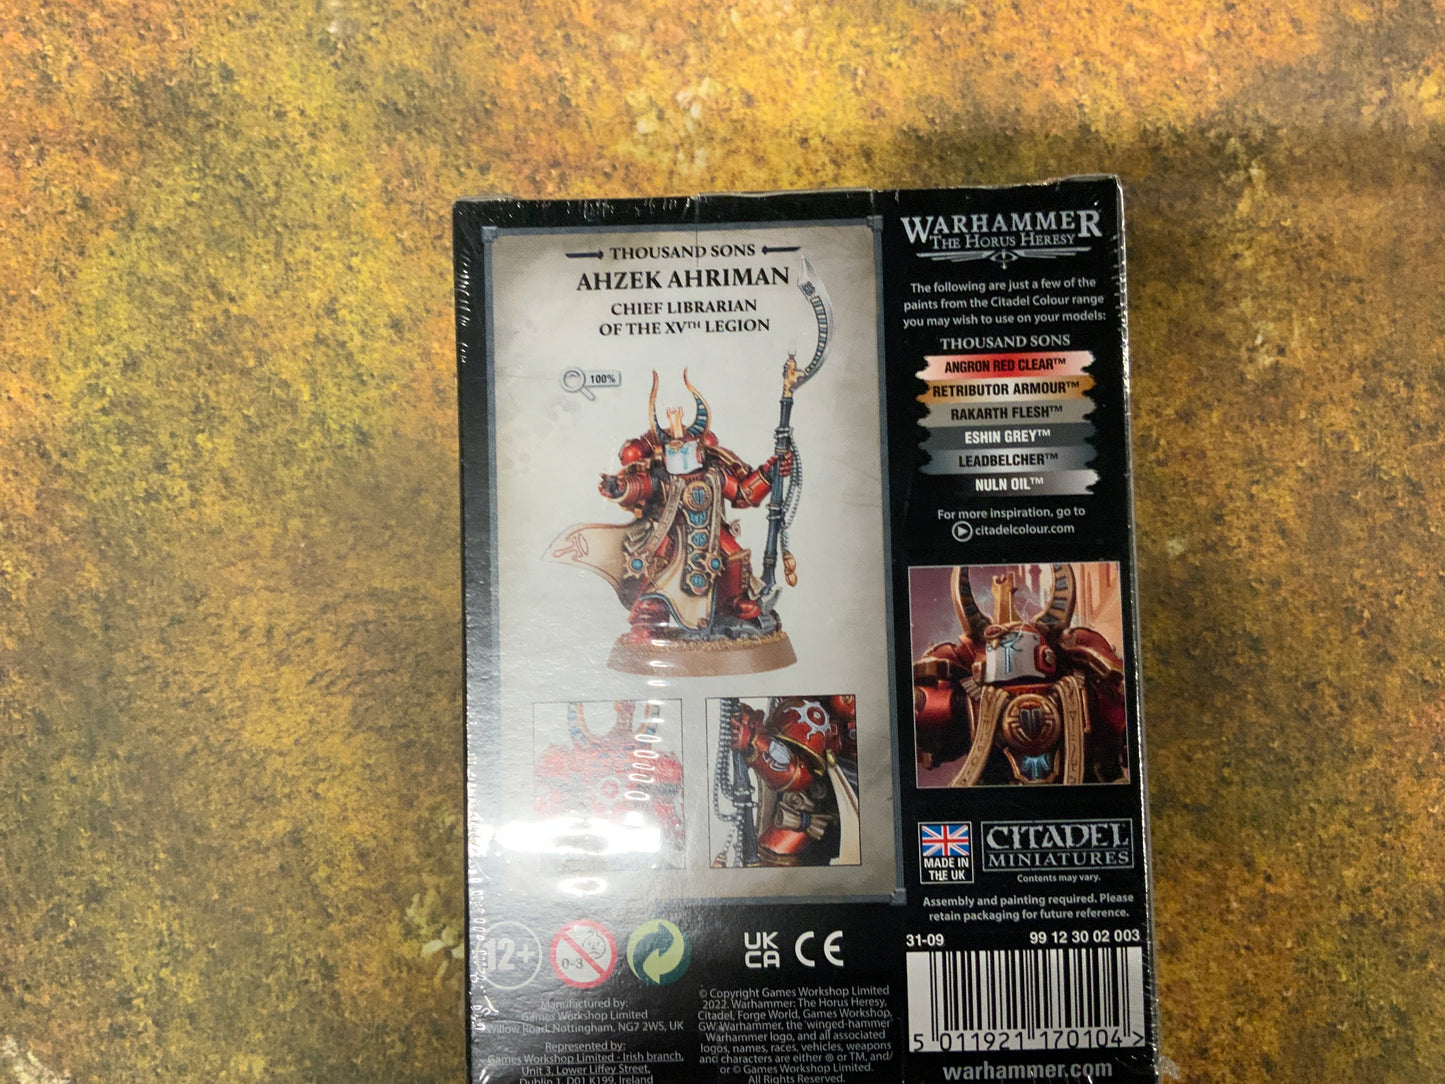 THOUSAND SONS
AHZEK AHRIMAN
CHIEF LIBRARIAN
OF THE XVTH LEGION
100%
WARHAMMER
THE HORUS HERESY
The following are just a few of the
paints from the Citadel Colour range
you may wish to use on your models:
THOUSAND SONS
ANGRON RED CLEAR™
RETRIBUTOR ARMOUR™
RAKARTH FLESH™
ESHIN GREY™
LEADBELCHER™
NULN OIL™
For more inspiration, go to
citadelcolour.com
MADE IN
THE UK
CITADEL
MINIATURES
Contents may vary.
Assembly and painting required. Please
retain packaging for future reference.
31-09 99 12 30 02 003
5 011921 170104 >
warhammer.com
12+
0-3
UK
CA CE
Manufactured by:
Games Workshop Limited
Willow Road, Nottingham, NG7 2WS, UK
Represented by:
Games Workshop Limited - Irish branch,
Unit 3, Lower Liffey Street,
Dublin 1, D01 K199, Ireland
© Copyright Games Workshop Limited
2022. Warhammer: The Horus Heresy,
Citadel, Forge World, Games Workshop,
GW, Warhammer, the 'winged-hammer'
Warhammer logo, and all associated
logos, names, races, vehicles, weapons
and characters are either ® or TM, and/
or © Games Workshop Limited.
All Rights Reserved.